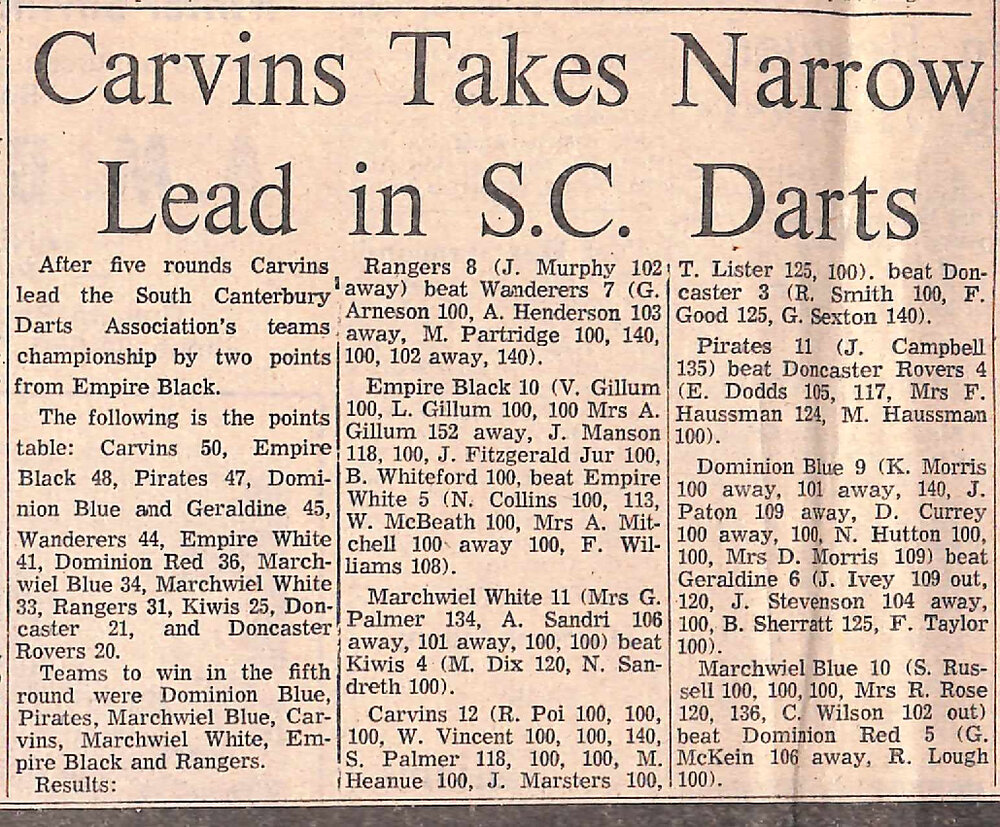 Carvins Takes Narrow
Lead in S.C. Darts
After five rounds Carvins
lead the South Canterbury
Darts Association's teams
championship by two points
from Empire Black.
The following is the points
table: Carvins 50, Empire
Black 48, Pirates 47, Domi-
nion Blue and Geraldine 45,
Wanderers 44, Empire White
41, Dominion Red 36, March-
wiel Blue 34, Marchwiel White
33, Rangers 31, Kiwis 25, Don-
caster 21, and Doncaster
Rovers 20.
Teams to win in the fifth
round were Dominion Blue,
Pirates, Marchwiel Blue, Car-
vins, Marchwiel White, Em-
pire Black and Rangers.
Results:
Rangers 8 (J. Murphy 102
away) beat Wanderers 7 (G.
Arneson 100, A. Henderson 103
away, M. Partridge 100, 140,
100, 102 away, 140).
Empire Black 10 (V. Gillum
100, L. Gillum 100, 100 Mrs A.
Gillum 152 away, J. Manson
118, 100, J. Fitzgerald Jur 100,
B. Whiteford 100, beat Empire
White 5 (N. Collins 100, 113,
W. McBeath 100, Mrs A. Mit-
chell 100 away 100, F. Wil-
liams 108).
Marchwiel White 11 (Mrs G.
Palmer 134, A. Sandri 106
away, 101 away, 100, 100) beat
Kiwis 4 (M. Dix 120, N. San-
dreth 100).
Carvins 12 (R. Poi 100, 100,
100, W. Vincent 100, 100, 140,
S. Palmer 118, 100, 100, M.
Heanue 100, J. Marsters 100,
T. Lister 125, 100). beat Don-
caster 3 (R. Smith 100, F.
Good 125, G. Sexton 140).
Pirates 11 (J. Campbell
135) beat Doncaster Rovers 4
(E. Dodds 105, 117, Mrs F.
Haussman 124, M. Haussman
100).
Dominion Blue 9 (K. Morris
100 away, 101 away, 140, J.
Paton 109 away, D. Currey
100 away, 100, N. Hutton 100,
100, Mrs D. Morris 109) beat
Geraldine 6 (J. Ivey 109 out,
120, J. Stevenson 104 away,
100, B. Sherratt 125, F. Taylor
100).
Marchwiel Blue 10 (S. Rus-
sell 100, 100, 100, Mrs R. Rose
120, 136, C. Wilson 102 out)
beat Dominion Red 5 (G.
McKein 106 away, R. Lough
100).